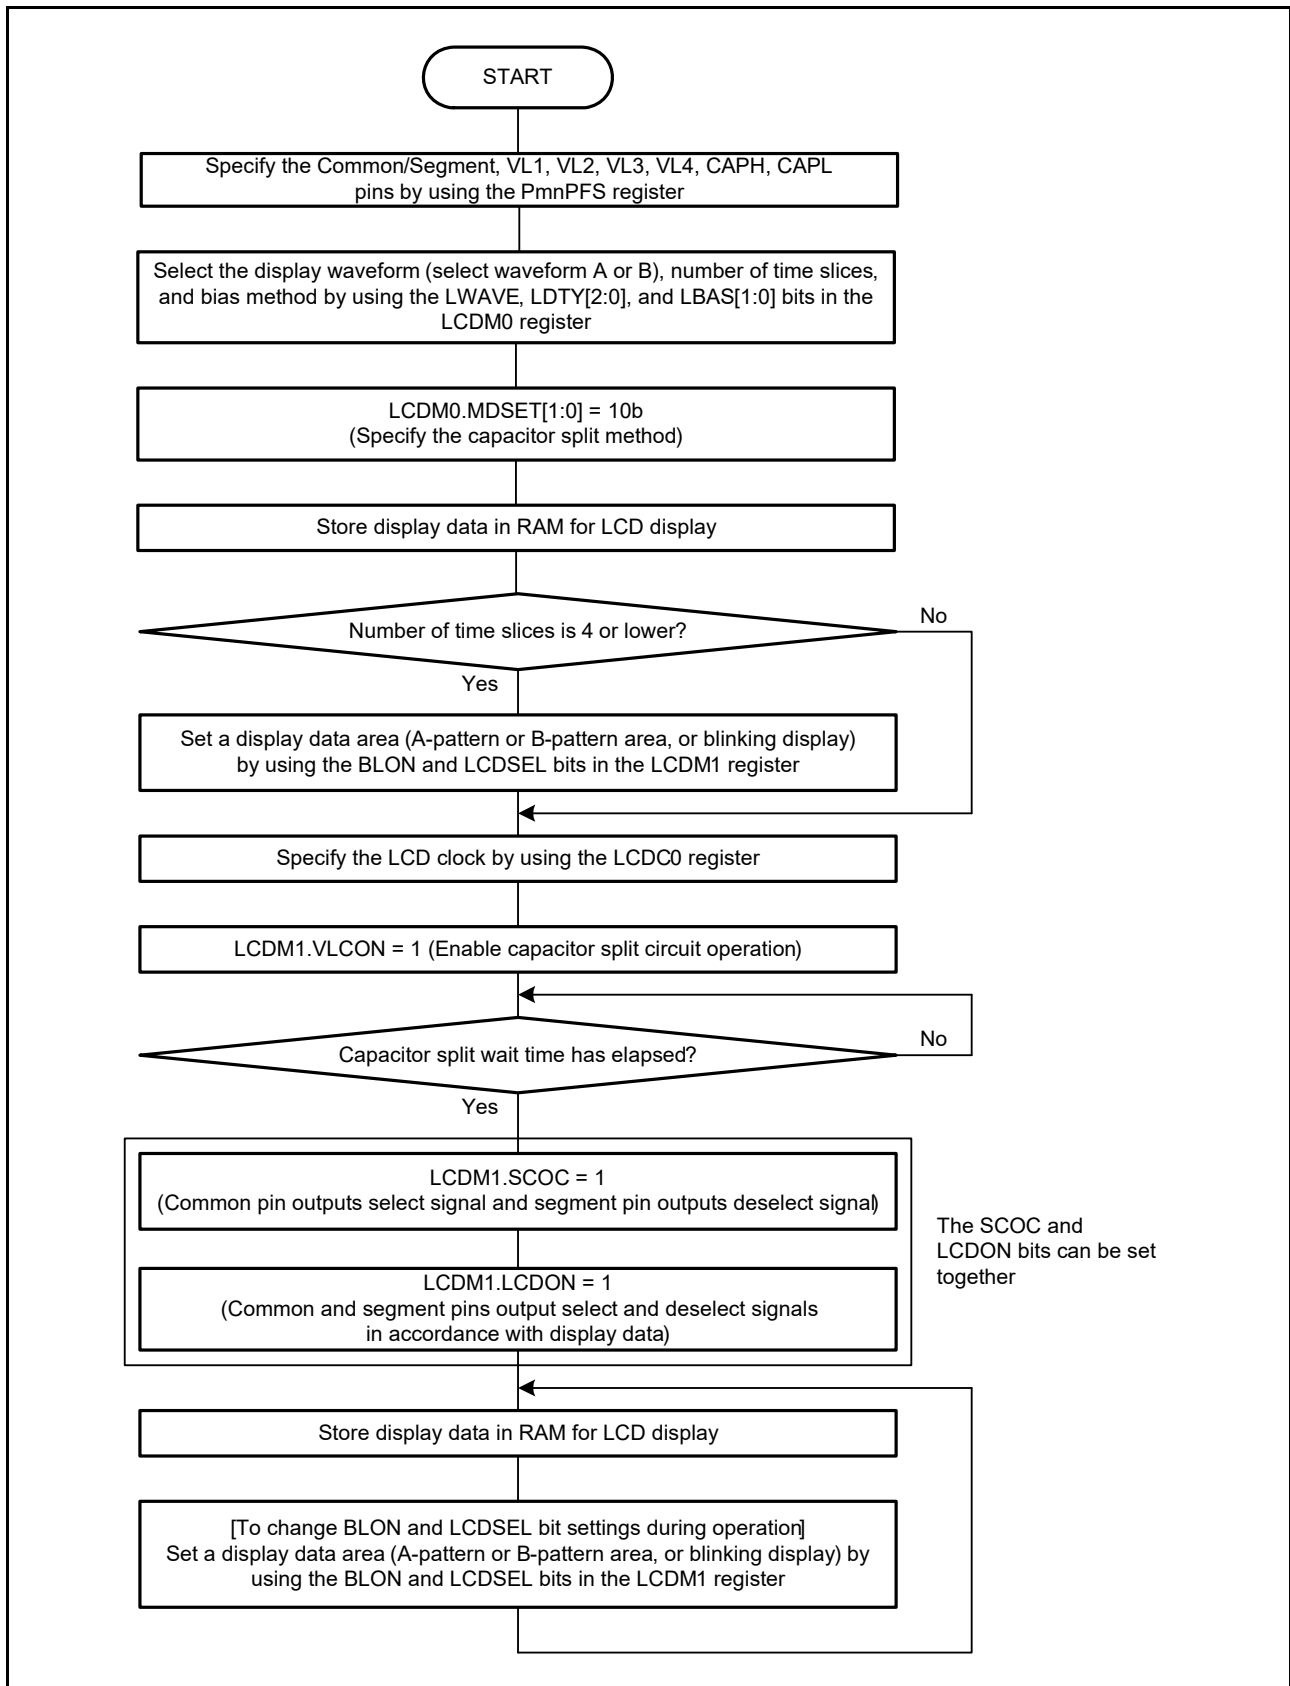 START
Specify the Common/Segment, VL1, VL2, VL3, VL4, CAPH, CAPL
pins by using the PmnPFS register
Select the display waveform (select waveform A or B), number of time slices,
and bias method by using the LWAVE, LDTY[2:0], and LBAS[1:0] bits in the
LCDM0 register
LCDM0.MDSET[1:0] = 10b
(Specify the capacitor split method)
Store display data in RAM for LCD display
Number of time slices is 4 or lower?
No
Yes
Set a display data area (A-pattern or B-pattern area, or blinking display)
by using the BLON and LCDSEL bits in the LCDM1 register
Specify the LCD clock by using the LCDC0 register
LCDM1.VLCON = 1 (Enable capacitor split circuit operation)
Capacitor split wait time has elapsed?
No
Yes
LCDM1.SCOC = 1
(Common pin outputs select signal and segment pin outputs deselect signal)
LCDM1.LCDON = 1
(Common and segment pins output select and deselect signals
in accordance with display data)
The SCOC and
LCDON bits can be set
together
Store display data in RAM for LCD display
[To change BLON and LCDSEL bit settings during operation]
Set a display data area (A-pattern or B-pattern area, or blinking display) by
using the BLON and LCDSEL bits in the LCDM1 register